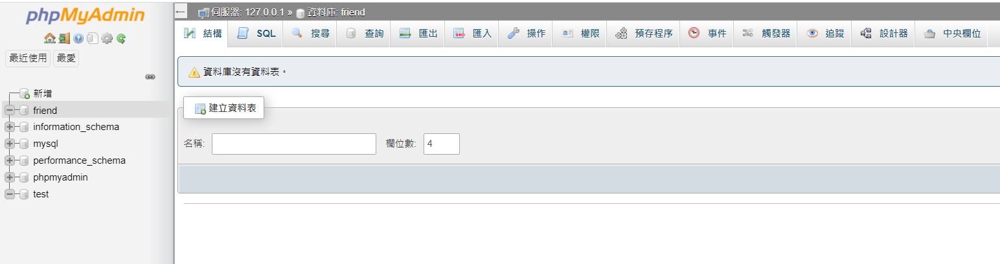 phpMyAdmin
最近使用 最愛
新增
friend
information_schema
mysql
performance_schema
phpmyadmin
test
伺服器: 127.0.0.1 » 資料庫: friend
結構 SQL 搜尋 查詢 匯出 匯入 操作 權限 預存程序 事件 觸發器 追蹤 設計器 中央欄位
資料庫沒有資料表。
建立資料表
名稱: 欄位數: 4